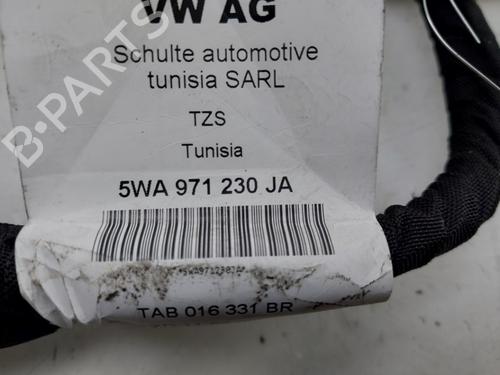 VW AG
Schulte automotive
tunisia SARL
TZS
Tunisia
5WA 971 230 JA
TAB 016 331 BR
B-PARTS